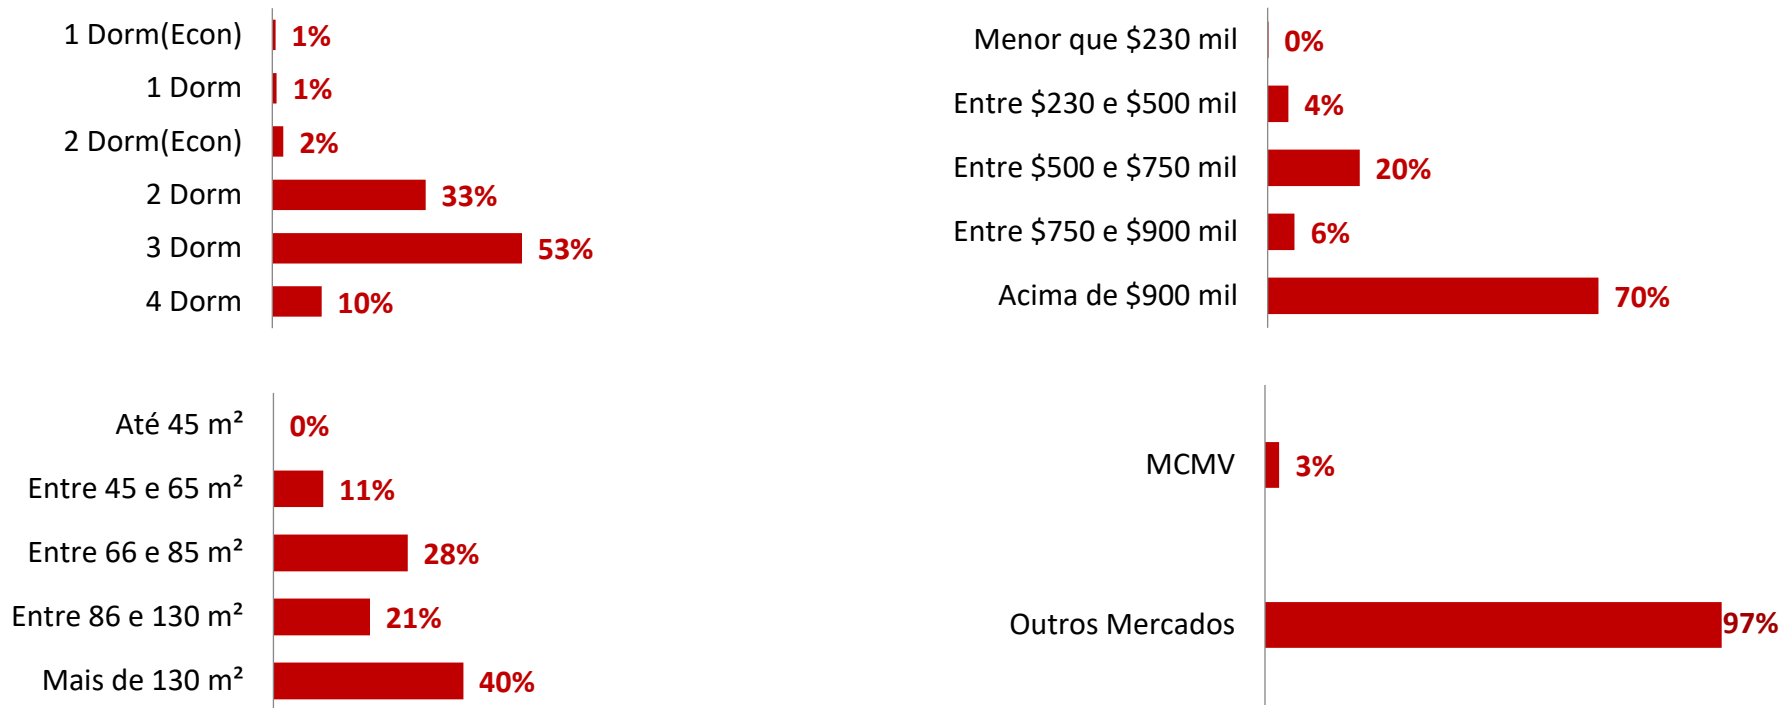 1 Dorm(Econ) 1%
1 Dorm 1%
2 Dorm(Econ) 2%
2 Dorm 33%
3 Dorm 53%
4 Dorm 10%
Menor que $230 mil 0%
Entre $230 e $500 mil 4%
Entre $500 e $750 mil 20%
Entre $750 e $900 mil 6%
Acima de $900 mil 70%
Até 45 m² 0%
Entre 45 e 65 m² 11%
Entre 66 e 85 m² 28%
Entre 86 e 130 m² 21%
Mais de 130 m² 40%
MCMV 3%
Outros Mercados 97%